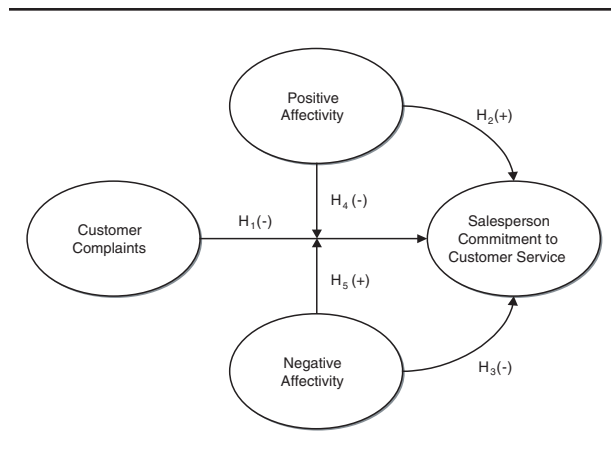 Positive
Affectivity
H₂(+)
H₄ (-)
H₁(-)
Customer
Complaints
Salesperson
Commitment to
Customer Service
H₅ (+)
Negative
Affectivity
H₃(-)